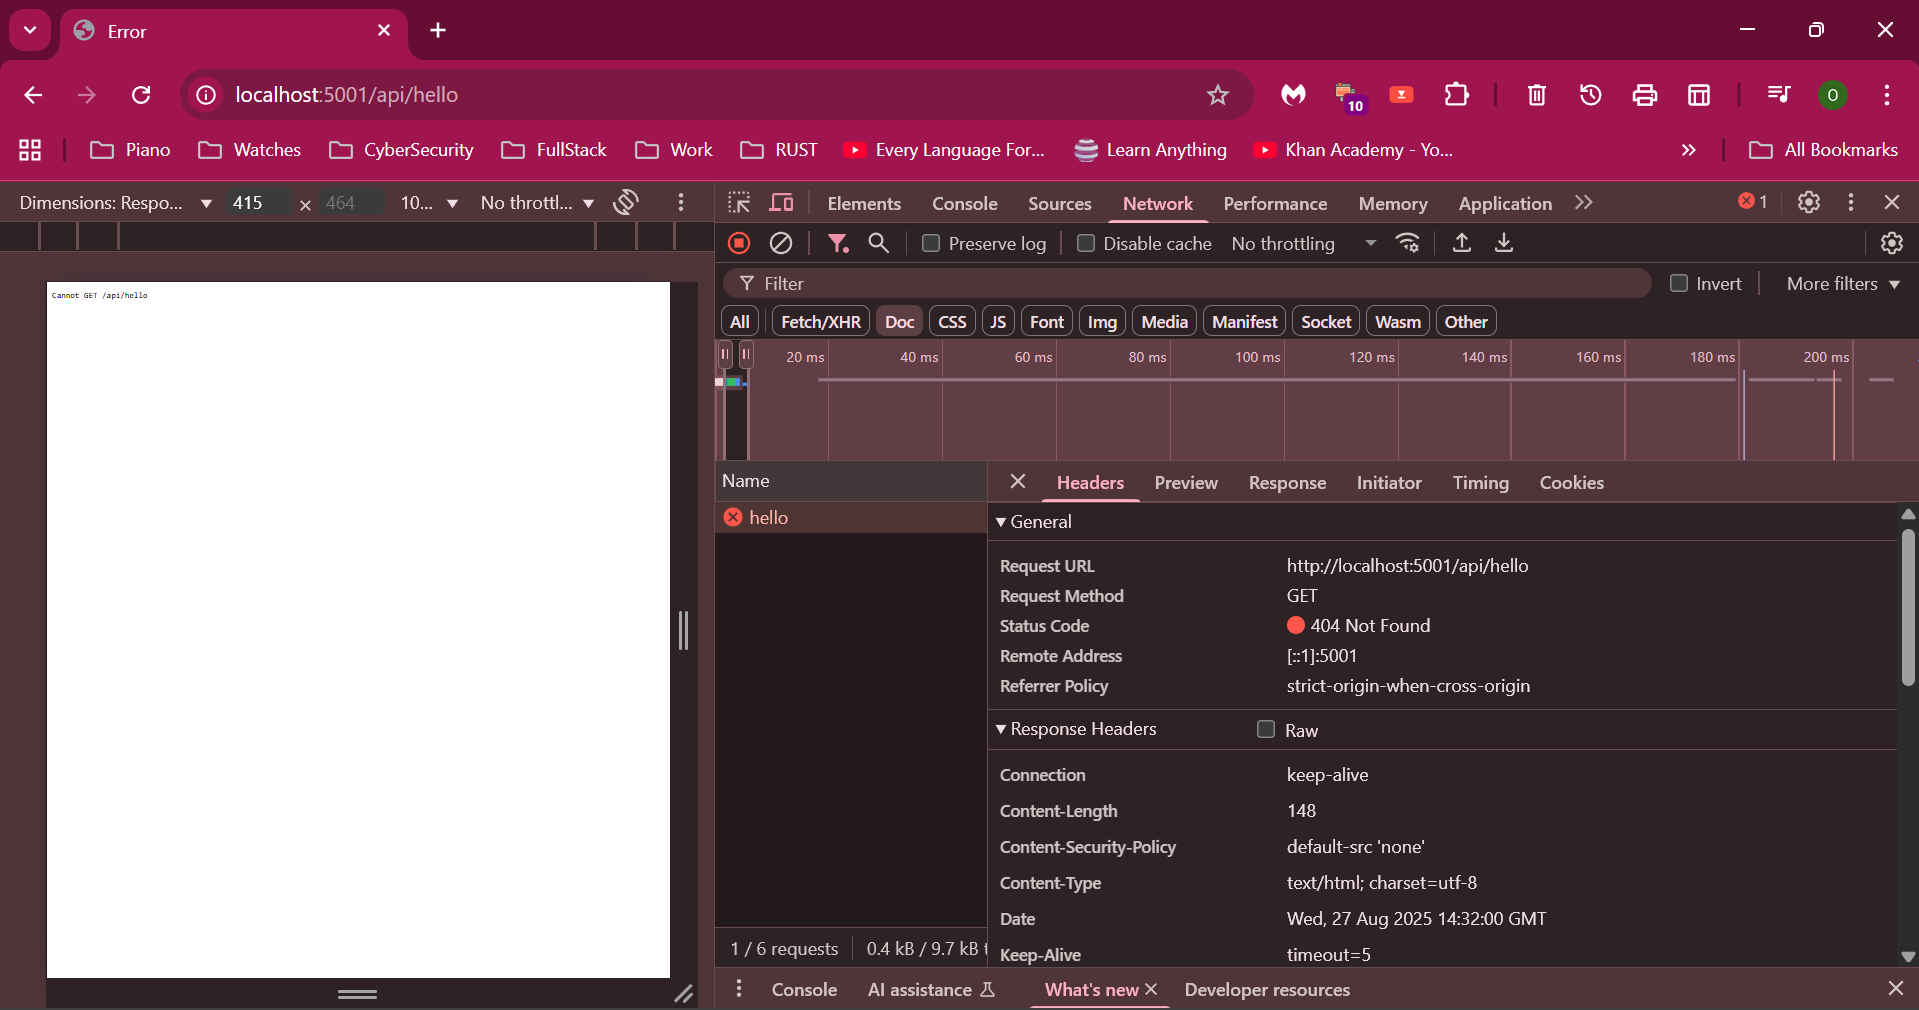 Error
localhost:5001/api/hello
10
O
Piano
Watches
CyberSecurity
FullStack
Work
RUST
Every Language For...
Learn Anything
Khan Academy - Yo...
All Bookmarks
Dimensions: Respo...
415
×
464
10...
No throttl...
Elements
Console
Sources
Network
Performance
Memory
Application
1
Preserve log
Disable cache
No throttling
Filter
Invert
More filters
All
Fetch/XHR
Doc
CSS
JS
Font
Img
Media
Manifest
Socket
Wasm
Other
20 ms
40 ms
60 ms
80 ms
100 ms
120 ms
140 ms
160 ms
180 ms
200 ms
Cannot GET /api/hello
Name
hello
1 / 6 requests
0.4 kB / 9.7 kB t
Headers
Preview
Response
Initiator
Timing
Cookies
General
Request URL http://localhost:5001/api/hello
Request Method GET
Status Code 404 Not Found
Remote Address [::1]:5001
Referrer Policy strict-origin-when-cross-origin
Response Headers Raw
Connection keep-alive
Content-Length 148
Content-Security-Policy default-src 'none'
Content-Type text/html; charset=utf-8
Date Wed, 27 Aug 2025 14:32:00 GMT
Keep-Alive timeout=5
Console
AI assistance
What's new
Developer resources